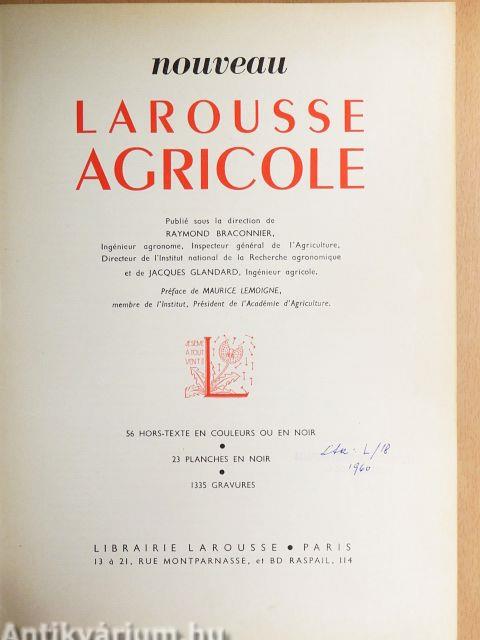 nouveau
LAROUSSE
AGRICOLE
Publié sous la direction de
RAYMOND BRACONNIER,
Ingénieur agronome, Inspecteur général de l'Agriculture,
Directeur de l'Institut national de la Recherche agronomique
et de JACQUES GLANDARD, Ingénieur agricole.
Préface de MAURICE LEMOIGNE,
membre de l'Institut, Président de l'Académie d'Agriculture.
JE SÈME
A TOUT
VENT
L
56 HORS-TEXTE EN COULEURS OU EN NOIR
●
23 PLANCHES EN NOIR
●
1335 GRAVURES
L/18
1960
LIBRAIRIE LAROUSSE ● PARIS
13 à 21, RUE MONTPARNASSE, et BD RASPAIL, 114
Antikvárium.hu